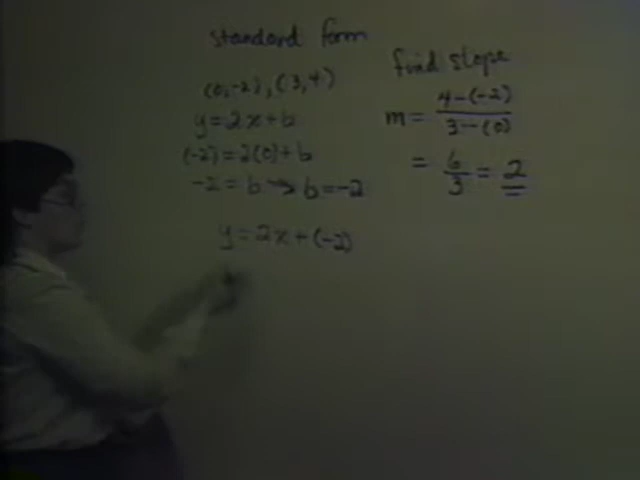 standard form
(0,-2), (3,4)
y=2x+b
(-2)=2(0)+b
-2=b→b=-2
y=2x+(-2)
find slope
m= 4-(-2)
3-(0)
= 6/3 = 2